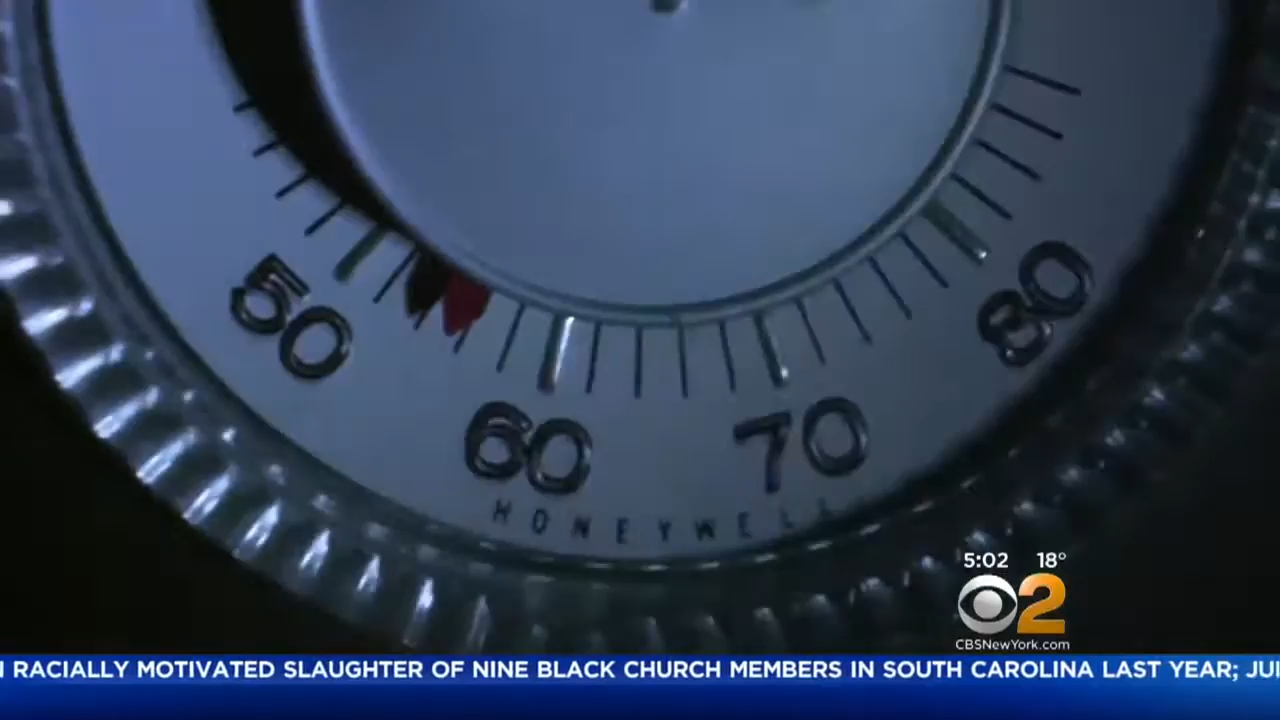 50
60
70
80
HONEYWELL
5:02 18°
2
CBSNewYork.com
RACIALLY MOTIVATED SLAUGHTER OF NINE BLACK CHURCH MEMBERS IN SOUTH CAROLINA LAST YEAR;